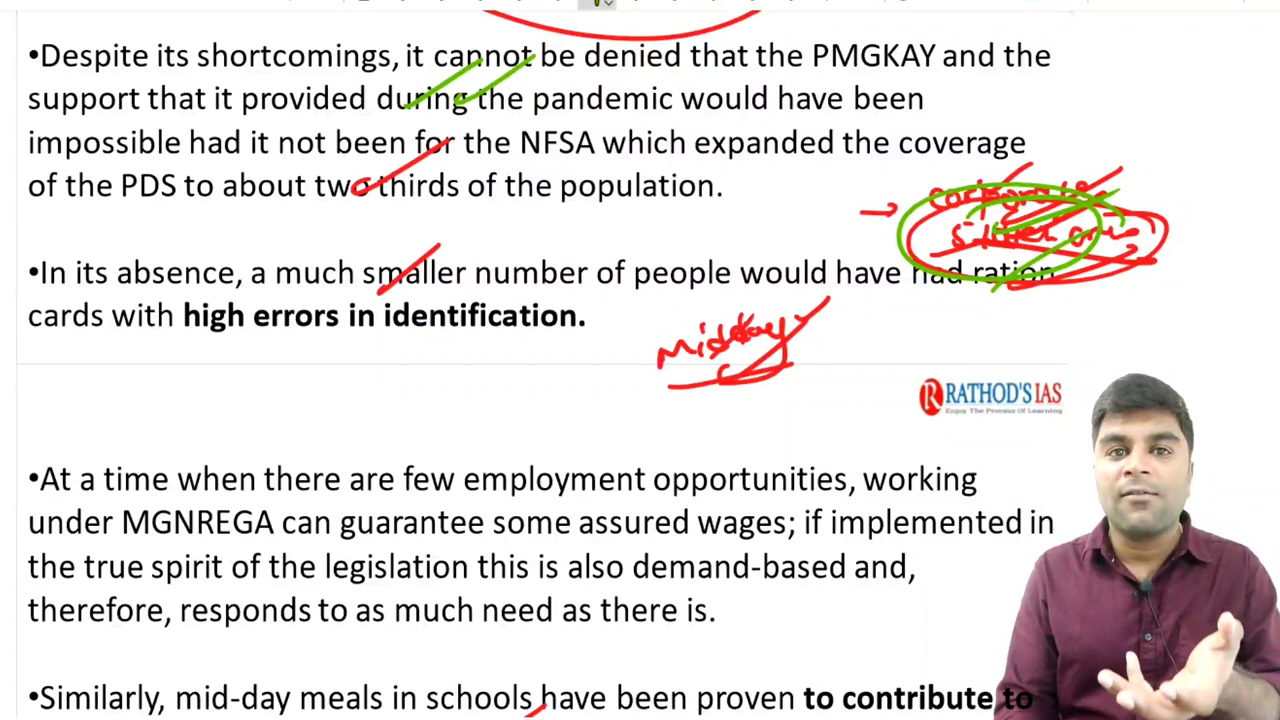 •Despite its shortcomings, it cannot be denied that the PMGKAY and the
support that it provided during the pandemic would have been
impossible had it not been for the NFSA which expanded the coverage
of the PDS to about two thirds of the population.
•In its absence, a much smaller number of people would have had ration
cards with high errors in identification.
Midday
RATHOD'S IAS
Enjoy The Process Of Learning
•At a time when there are few employment opportunities, working
under MGNREGA can guarantee some assured wages; if implemented in
the true spirit of the legislation this is also demand-based and,
therefore, responds to as much need as there is.
•Similarly, mid-day meals in schools have been proven to contribute to